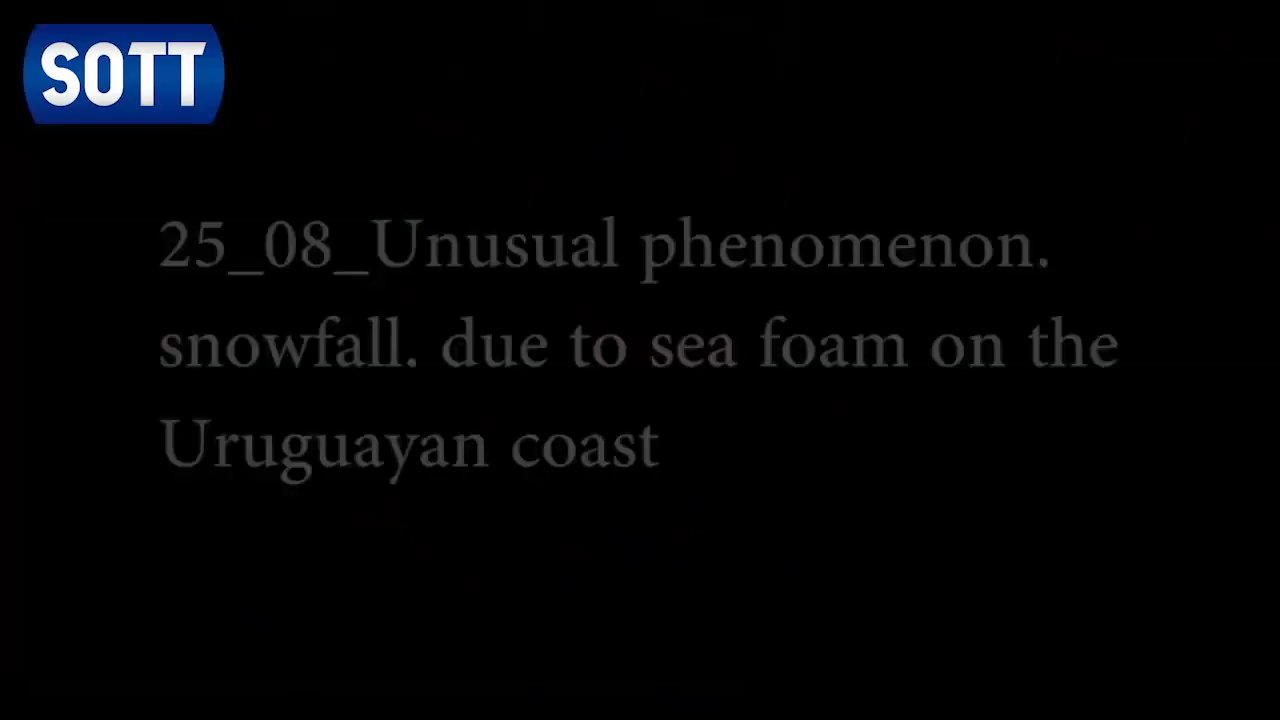 SOTT
25_08_Unusual phenomenon.
snowfall. due to sea foam on the
Uruguayan coast